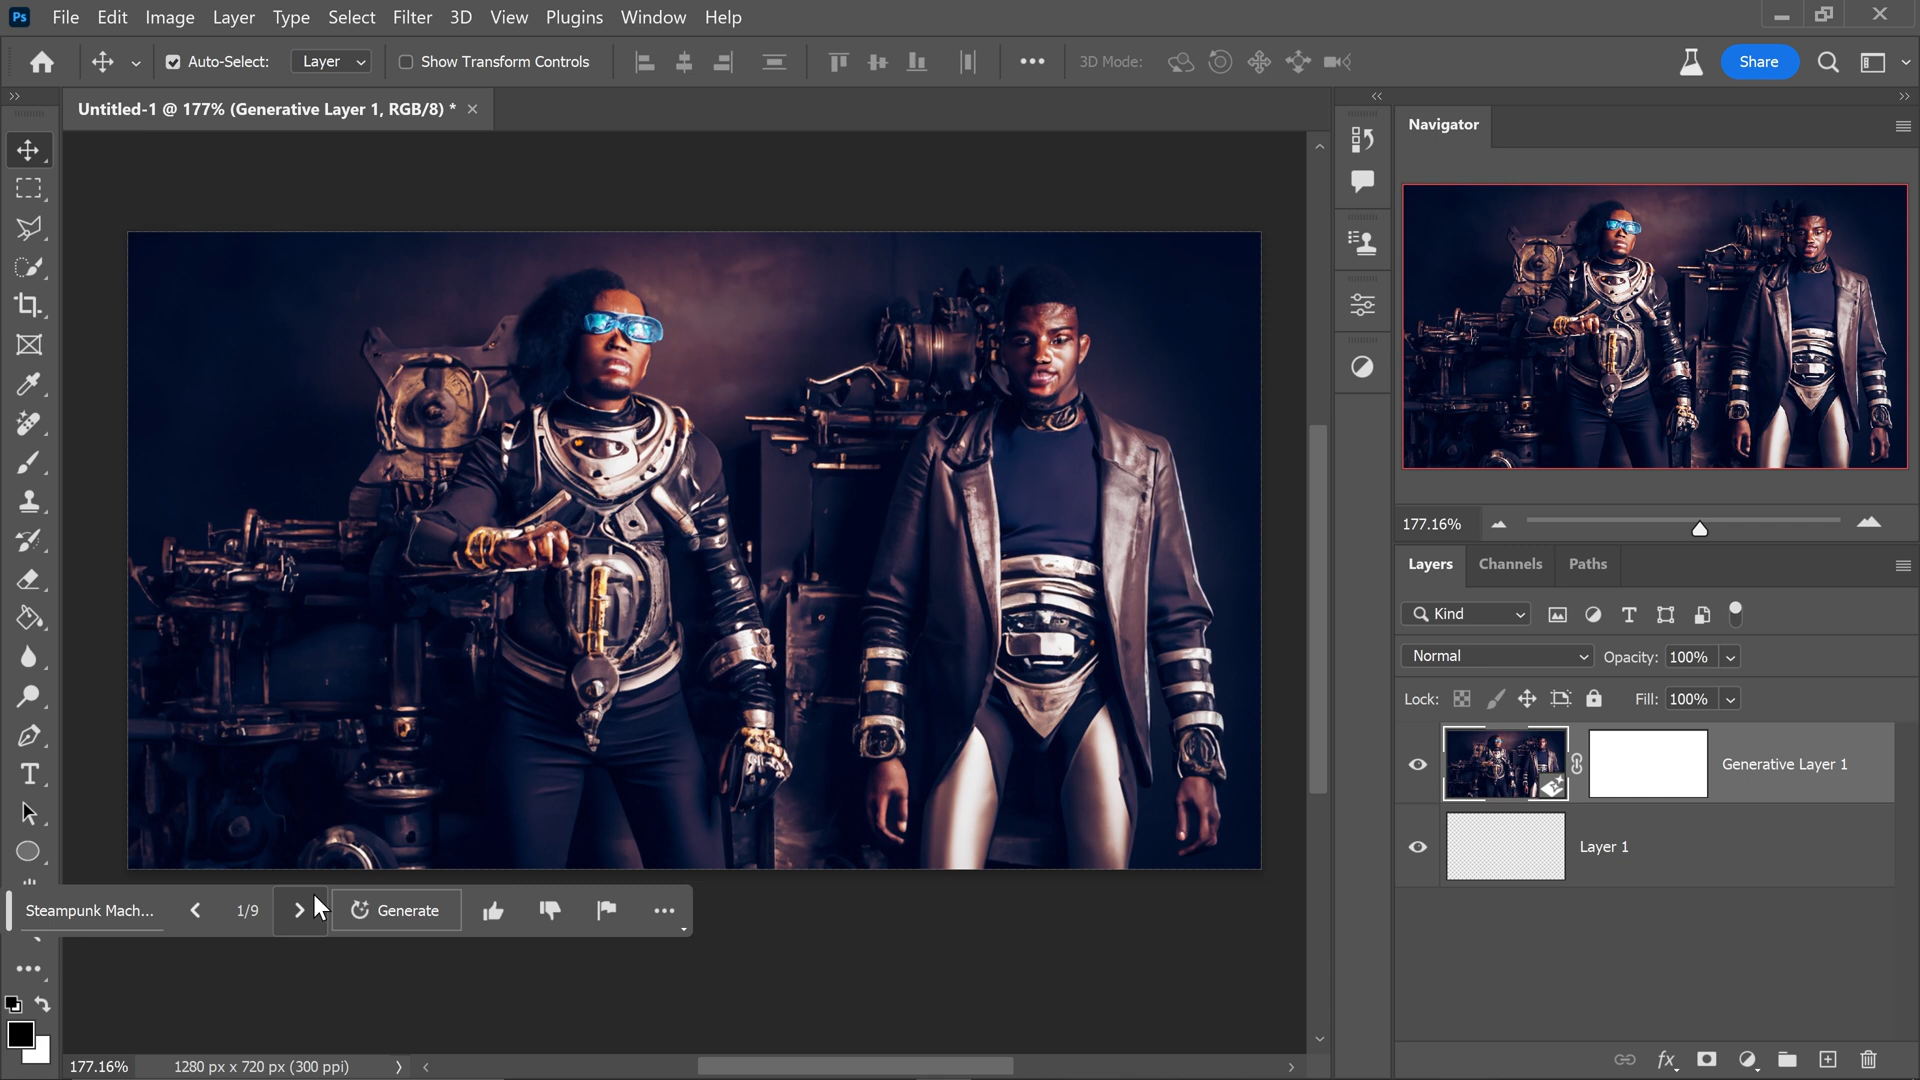 Ps File Edit Image Layer Type Select Filter 3D View Plugins Window Help
Auto-Select: Layer Show Transform Controls 3D Mode: Share
Untitled-1 @ 177% (Generative Layer 1, RGB/8) *
Navigator
177.16%
Layers Channels Paths
Kind
Normal Opacity: 100%
Lock: Fill: 100%
Generative Layer 1
Layer 1
Steampunk Mach... 1/9 Generate
fx
177.16% 1280 px x 720 px (300 ppi)